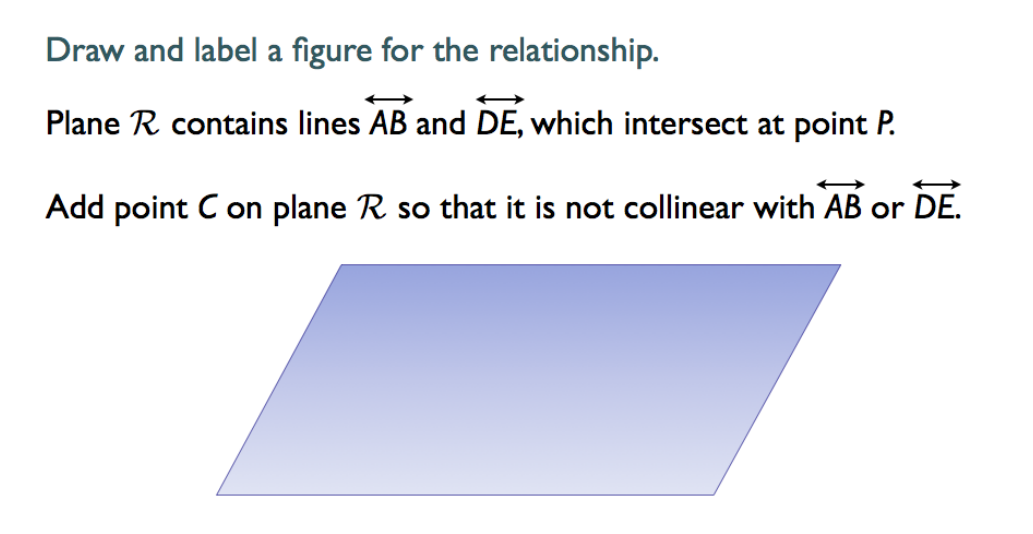 Draw and label a figure for the relationship.
Plane ℛ contains lines AB and DE, which intersect at point P.
Add point C on plane ℛ so that it is not collinear with AB or DE.